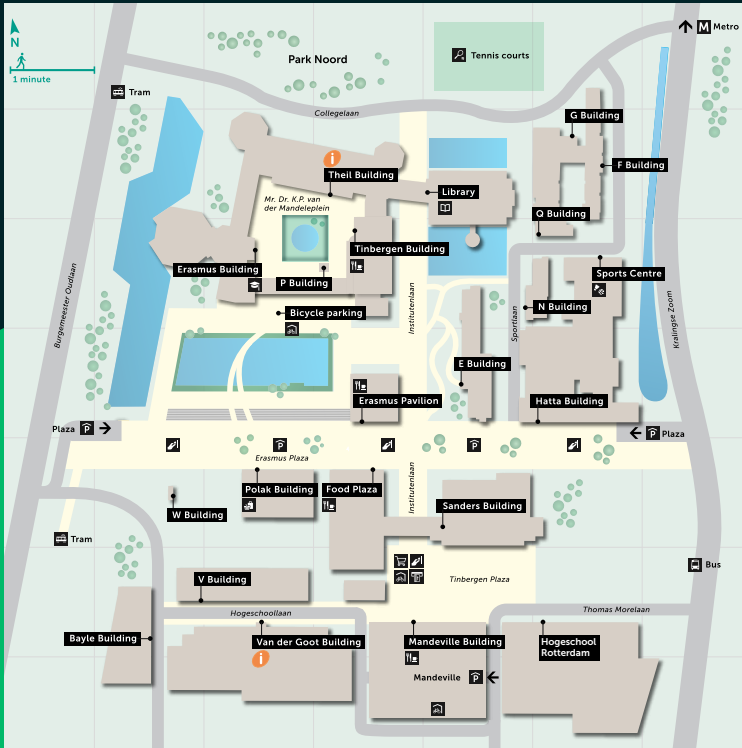 N
1 minute
Park Noord
Tennis courts
M Metro
Tram
Collegelaan
G Building
F Building
i
Theil Building
Library
Mr. Dr. K.P. van
der Mandeleplein
Q Building
Tinbergen Building
Erasmus Building
P Building
Sports Centre
N Building
Bicycle parking
Burgemeester Oudlaan
Institutenlaan
Sportlaan
Kralingse Zoom
E Building
Erasmus Pavilion
Hatta Building
Plaza P
P
P
P Plaza
Erasmus Plaza
Polak Building
Food Plaza
Institutenlaan
Sanders Building
W Building
Tram
Bus
V Building
Tinbergen Plaza
Hogeschoollaan
Thomas Morelaan
Bayle Building
Van der Goot Building
Mandeville Building
Hogeschool
Rotterdam
i
Mandeville P